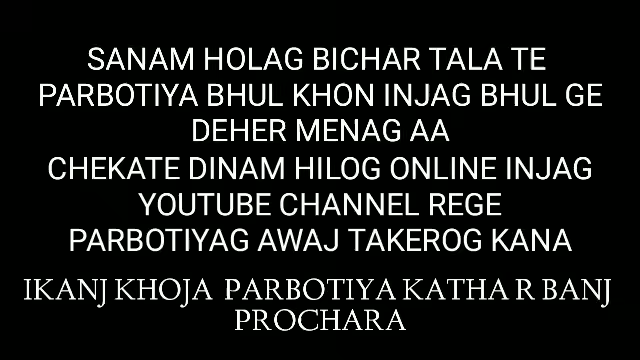 SANAM HOLAG BICHAR TALA TE
PARBOTIYA BHUL KHON INJAG BHUL GE
DEHER MENAG AA
CHEKATE DINAM HILOG ONLINE INJAG
YOUTUBE CHANNEL REGE
PARBOTIYAG AWAJ TAKEROG KANA
IKANJ KHOJA PARBOTIYA KATHA R BANJ
PROCHARA